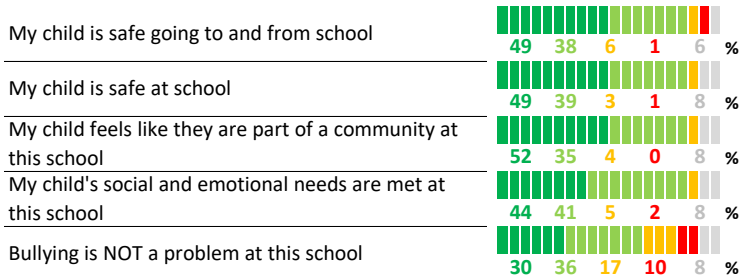 My child is safe going to and from school
49 38 6 1 6 %
My child is safe at school
49 39 3 1 8 %
My child feels like they are part of a community at
this school
52 35 4 0 8 %
My child's social and emotional needs are met at
this school
44 41 5 2 8 %
Bullying is NOT a problem at this school
30 36 17 10 8 %